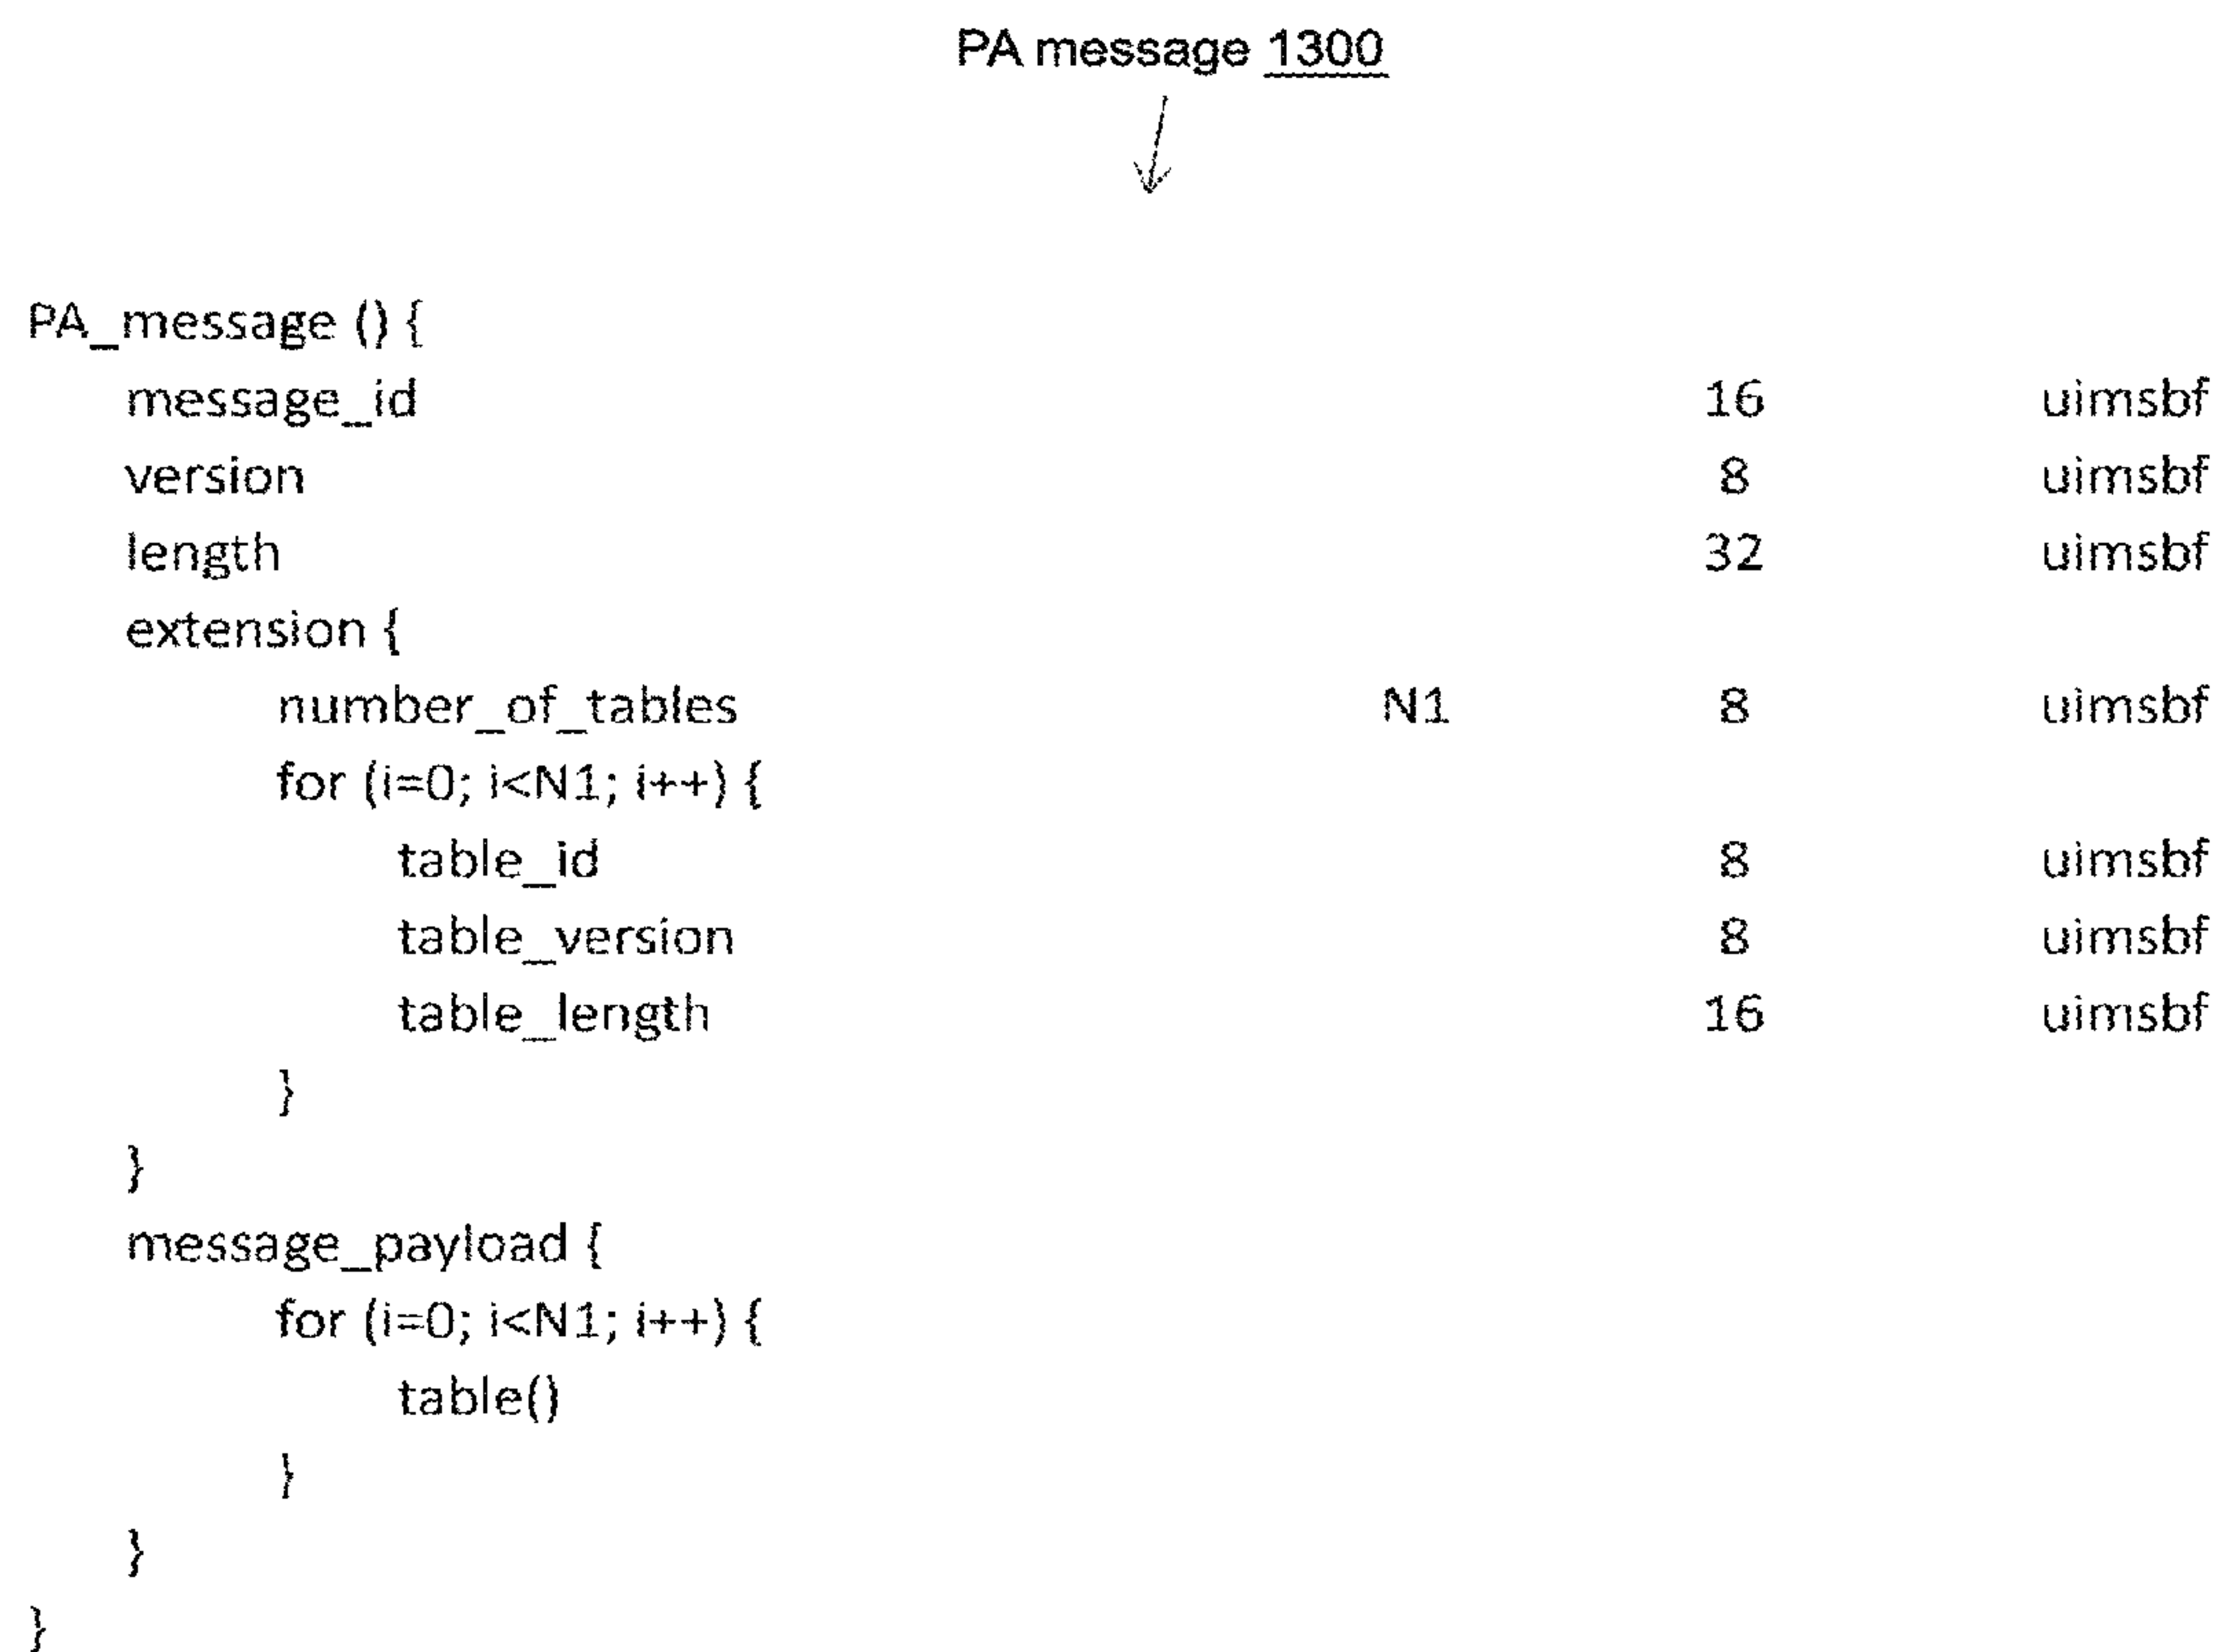 PA message 1300
PA_message () {
message_id 16 uimsbf
version 8 uimsbf
length 32 uimsbf
extension {
number_of_tables N1 8 uimsbf
for (i=0; i<N1; i++) {
table_id 8 uimsbf
table_version 8 uimsbf
table_length 16 uimsbf
}
}
message_payload {
for (i=0; i<N1; i++) {
table()
}
}
}